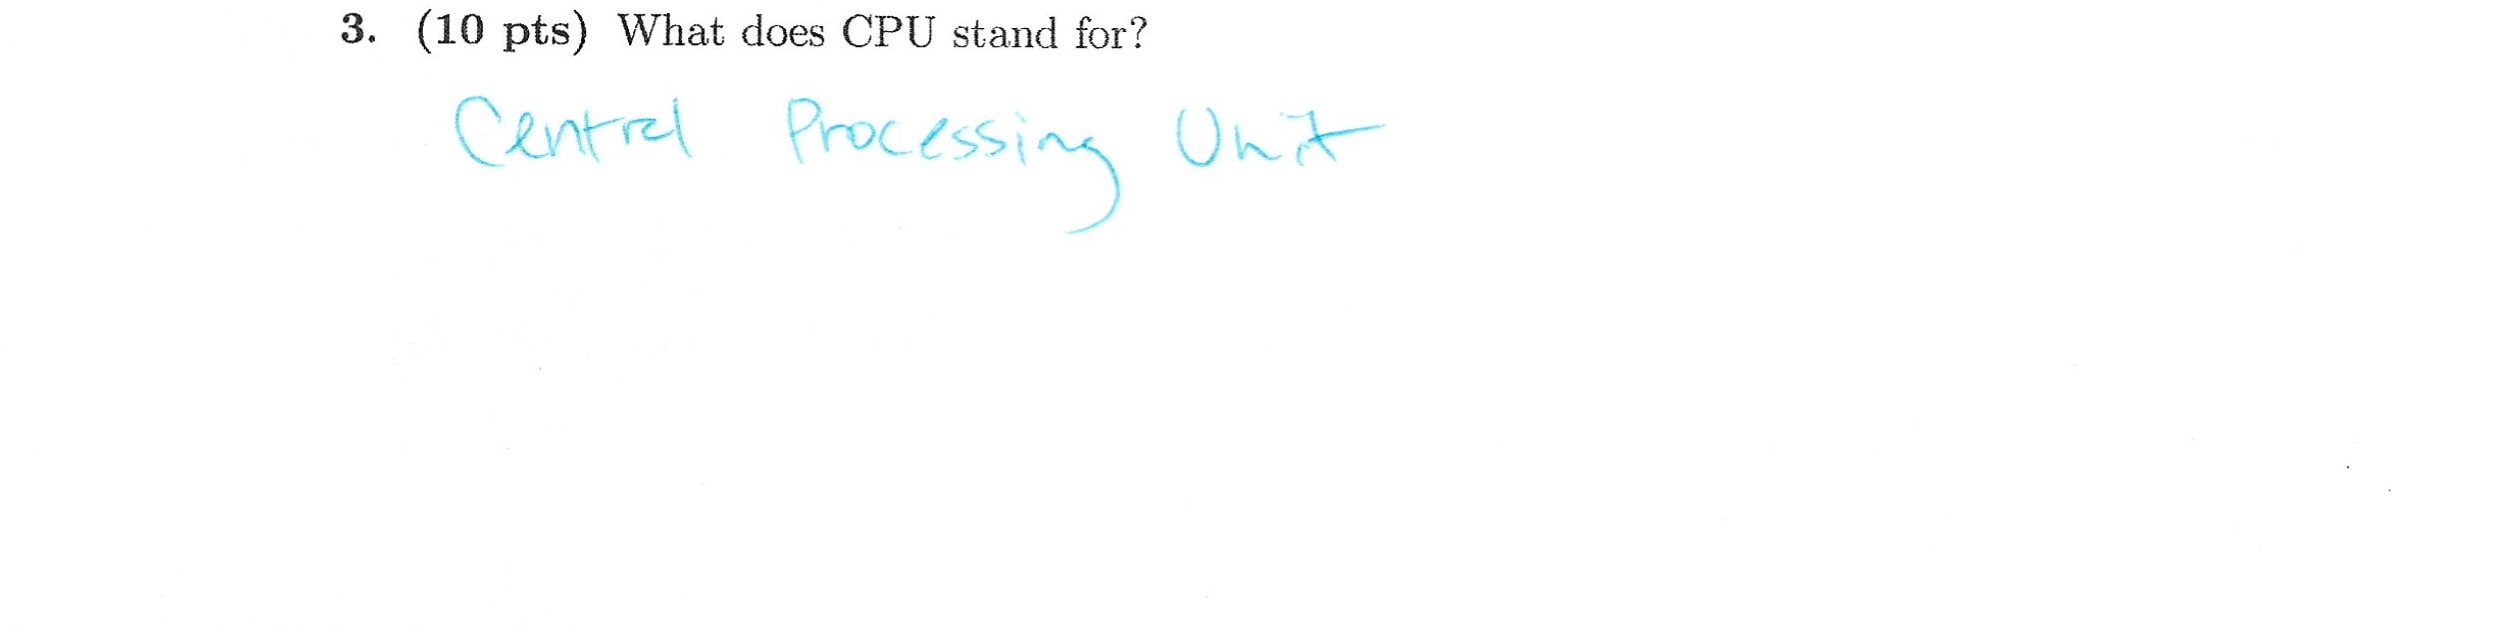 3. (10 pts) What does CPU stand for?
Central Processing Unit